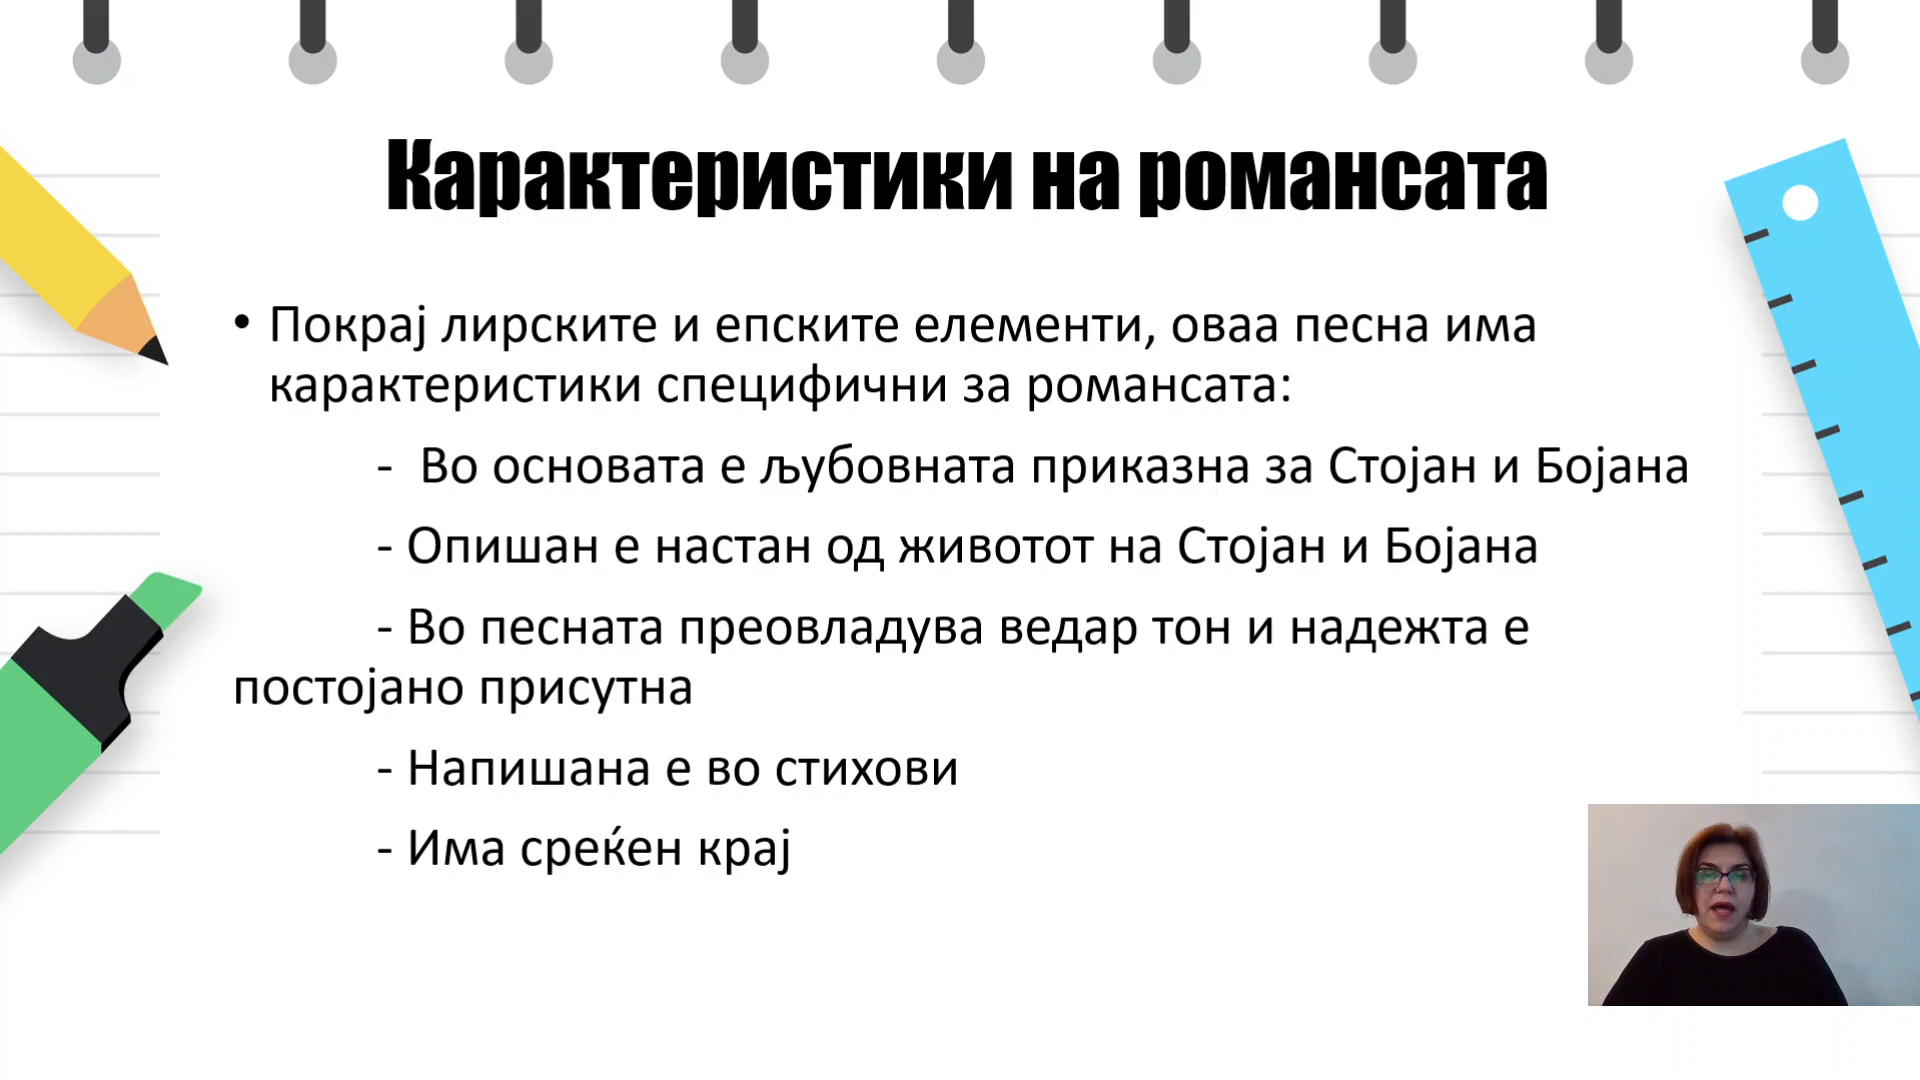 Карактеристики на романсата
• Покрај лирските и епските елементи, оваа песна има
карактеристики специфични за романсата:
- Во основата е љубовната приказна за Стојан и Бојана
- Опишан е настан од животот на Стојан и Бојана
- Во песната преовладува ведар тон и надежта е
постојано присутна
- Напишана е во стихови
- Има среќен крај